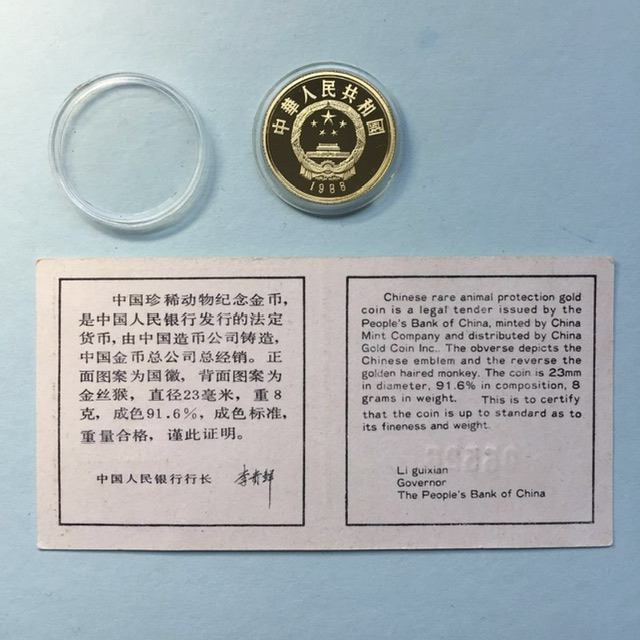 中華人民共和國
1988
中国珍稀动物纪念金币，
是中国人民银行发行的法定
货币，由中国造币公司铸造，
中国金币总公司总经销。正
面图案为国徽，背面图案为
金丝猴，直径23毫米，重8
克，成色91.6%，成色标准，
重量合格，谨此证明。
中国人民银行行长
Chinese rare animal protection gold
coin is a legal tender issued by the
People's Bank of China, minted by China
Mint Company and distributed by China
Gold Coin Inc.. The obverse depicts the
Chinese emblem and the reverse the
golden haired monkey. The coin is 23mm
in diameter, 91.6% in composition, 8
grams in weight. This is to certify
that the coin is up to standard as to
its fineness and weight.
Li guixian
Governor
The People's Bank of China